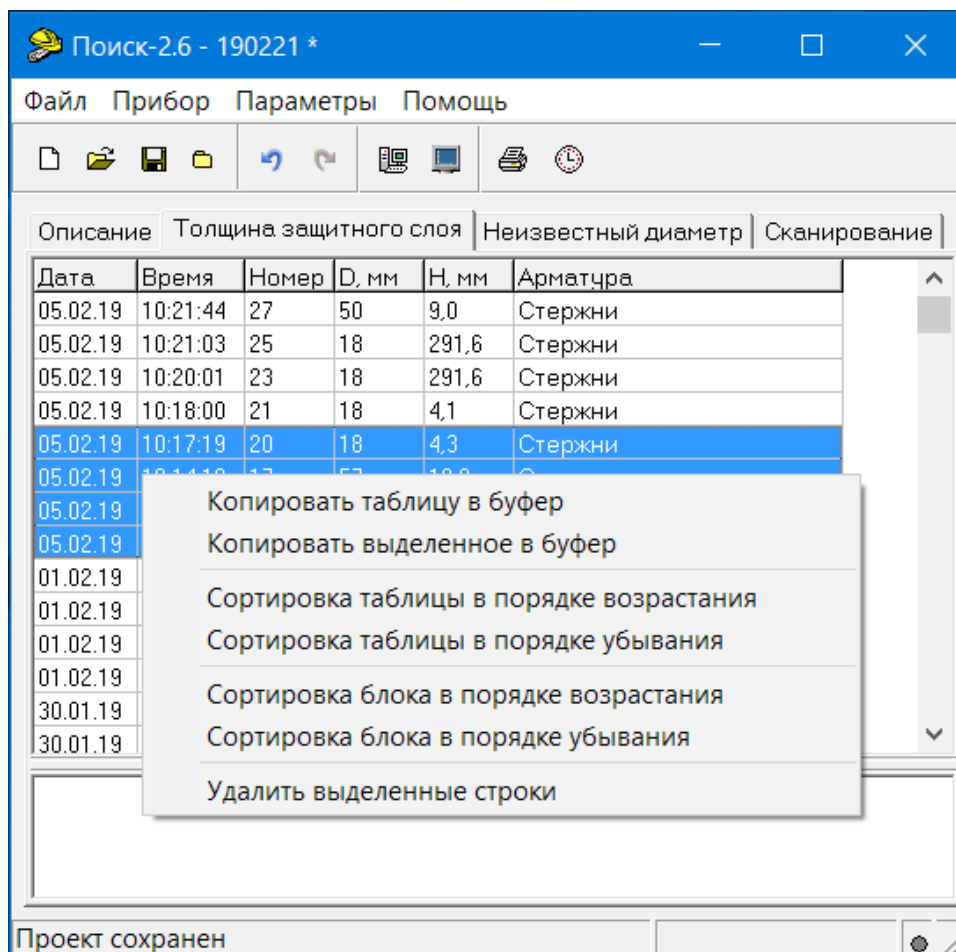 Поиск-2.6 - 190221 *
Файл Прибор Параметры Помощь
Описание Толщина защитного слоя Неизвестный диаметр Сканирование
Дата Время Номер D, мм H, мм Арматура
05.02.19 10:21:44 27 50 9,0 Стержни
05.02.19 10:21:03 25 18 291,6 Стержни
05.02.19 10:20:01 23 18 291,6 Стержни
05.02.19 10:18:00 21 18 4,1 Стержни
05.02.19 10:17:19 20 18 4,3 Стержни
05.02.19
05.02.19
05.02.19
01.02.19
01.02.19
01.02.19
01.02.19
30.01.19
30.01.19
Копировать таблицу в буфер
Копировать выделенное в буфер
Сортировка таблицы в порядке возрастания
Сортировка таблицы в порядке убывания
Сортировка блока в порядке возрастания
Сортировка блока в порядке убывания
Удалить выделенные строки
Проект сохранен